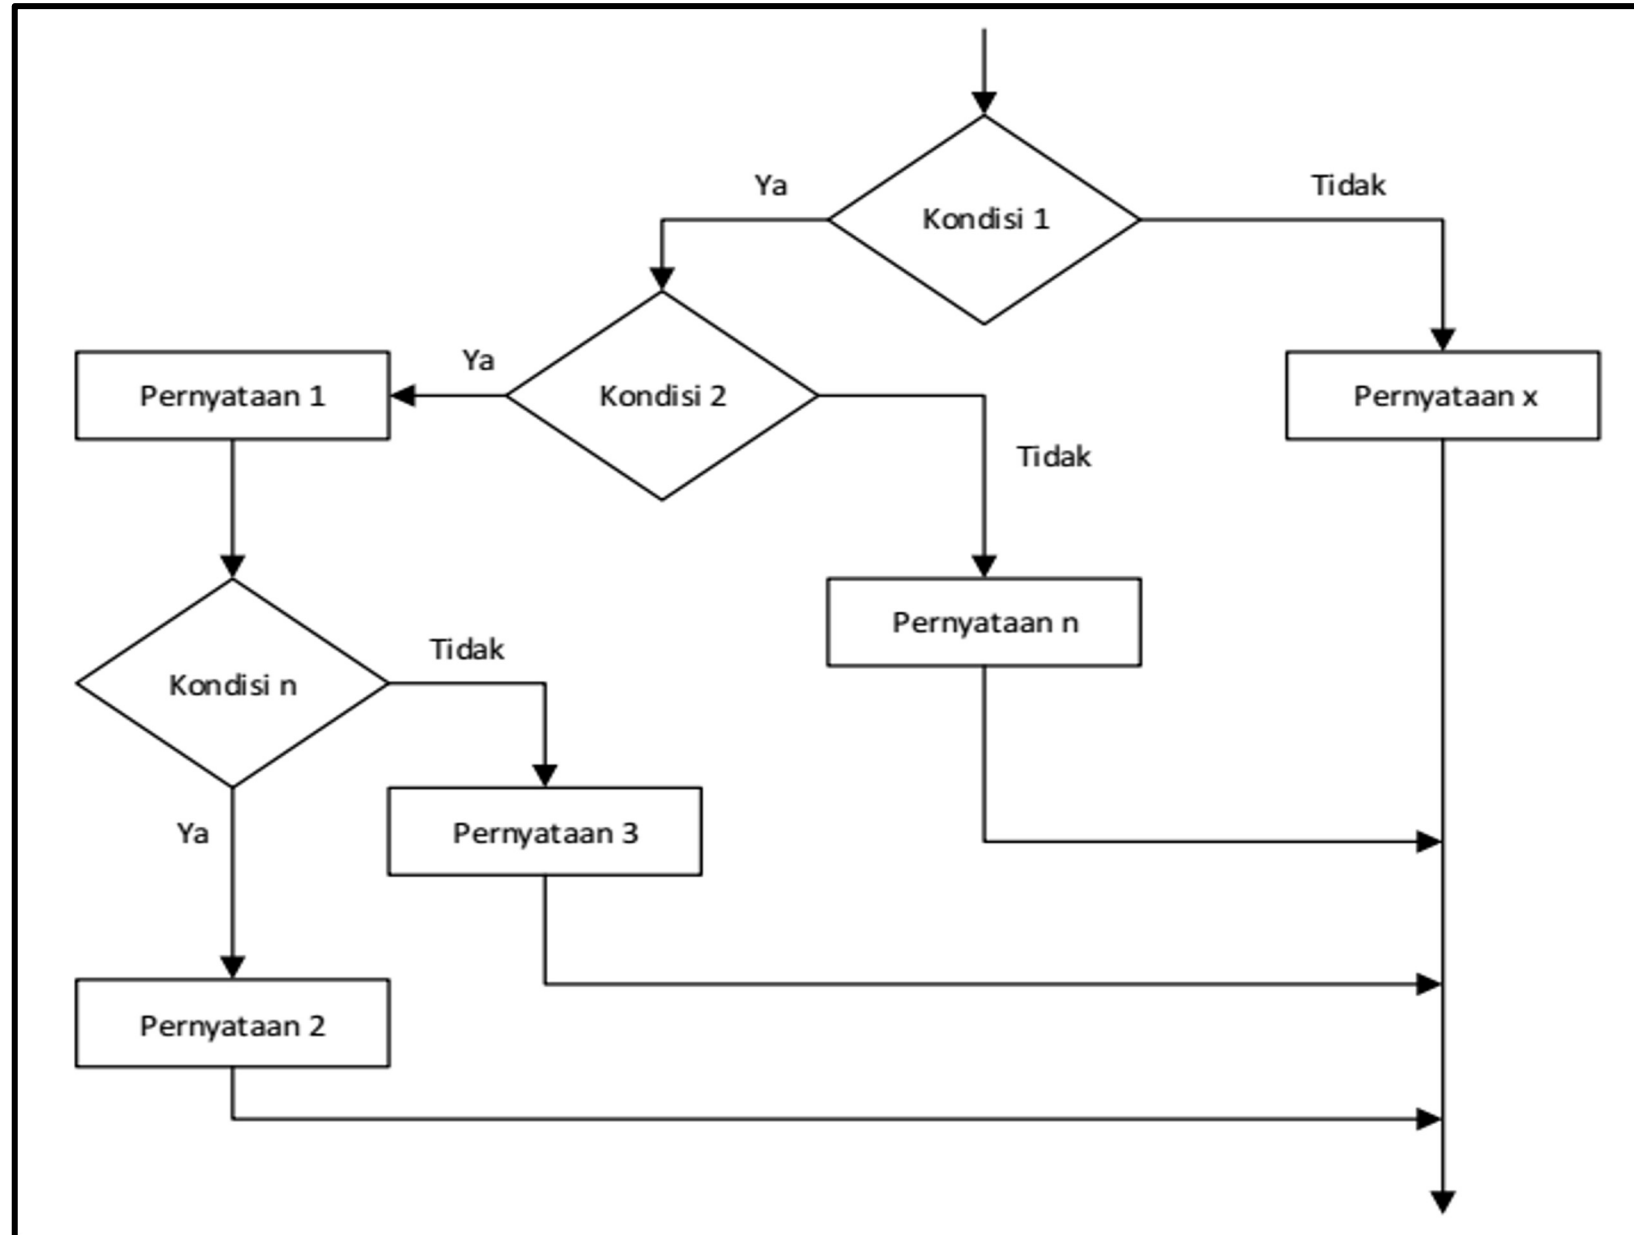 Ya
Tidak
Kondisi 1
Ya
Pernyataan 1
Kondisi 2
Pernyataan x
Tidak
Pernyataan n
Tidak
Kondisi n
Ya
Pernyataan 3
Pernyataan 2